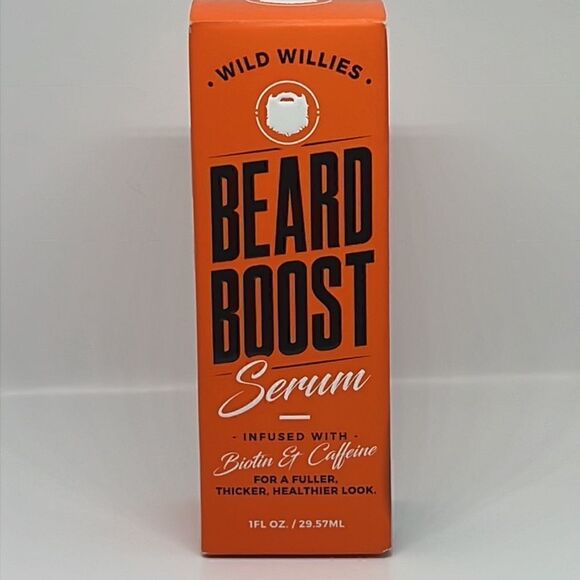 • WILD WILLIES •
BEARD
BOOST
Serum
- INFUSED WITH -
Biotin & Caffeine
FOR A FULLER,
THICKER, HEALTHIER LOOK.
1FL OZ. / 29.57ML